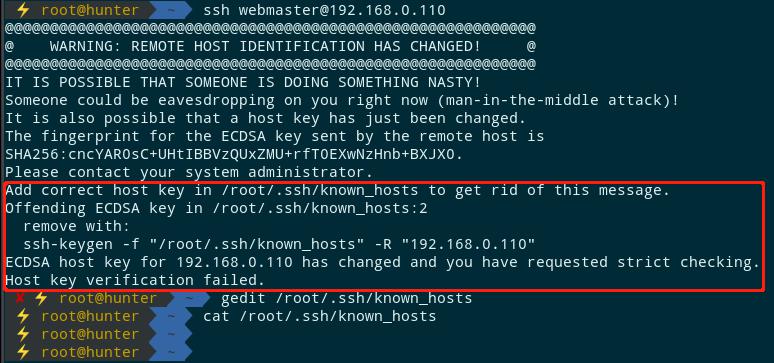 ⚡ root@hunter ~ ssh webmaster@192.168.0.110
@@@@@@@@@@@@@@@@@@@@@@@@@@@@@@@@@@@@@@@@@@@@@@@@@@@@@@@@@@@
@    WARNING: REMOTE HOST IDENTIFICATION HAS CHANGED!     @
@@@@@@@@@@@@@@@@@@@@@@@@@@@@@@@@@@@@@@@@@@@@@@@@@@@@@@@@@@@
IT IS POSSIBLE THAT SOMEONE IS DOING SOMETHING NASTY!
Someone could be eavesdropping on you right now (man-in-the-middle attack)!
It is also possible that a host key has just been changed.
The fingerprint for the ECDSA key sent by the remote host is
SHA256:cncYAROsC+UHtIBBVzQUxZMU+rfT0EXwNzHnb+BXJX0.
Please contact your system administrator.
Add correct host key in /root/.ssh/known_hosts to get rid of this message.
Offending ECDSA key in /root/.ssh/known_hosts:2
  remove with:
  ssh-keygen -f "/root/.ssh/known_hosts" -R "192.168.0.110"
ECDSA host key for 192.168.0.110 has changed and you have requested strict checking.
Host key verification failed.
✘ ⚡ root@hunter ~ gedit /root/.ssh/known_hosts
⚡ root@hunter ~ cat /root/.ssh/known_hosts
⚡ root@hunter ~
⚡ root@hunter ~